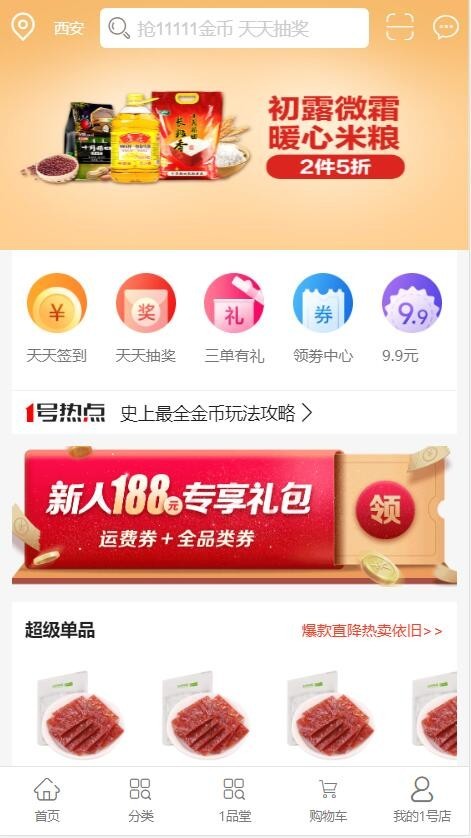 西安
抢11111金币 天天抽奖
初露微霜
暖心米粮
2件5折
长粒香
¥
奖
礼
券
9.9
天天签到
天天抽奖
三单有礼
领券中心
9.9元
1号热点
史上最全金币玩法攻略
新人188元专享礼包
运费券+全品类券
领
超级单品
爆款直降热卖依旧>>
首页
分类
1品堂
购物车
我的1号店